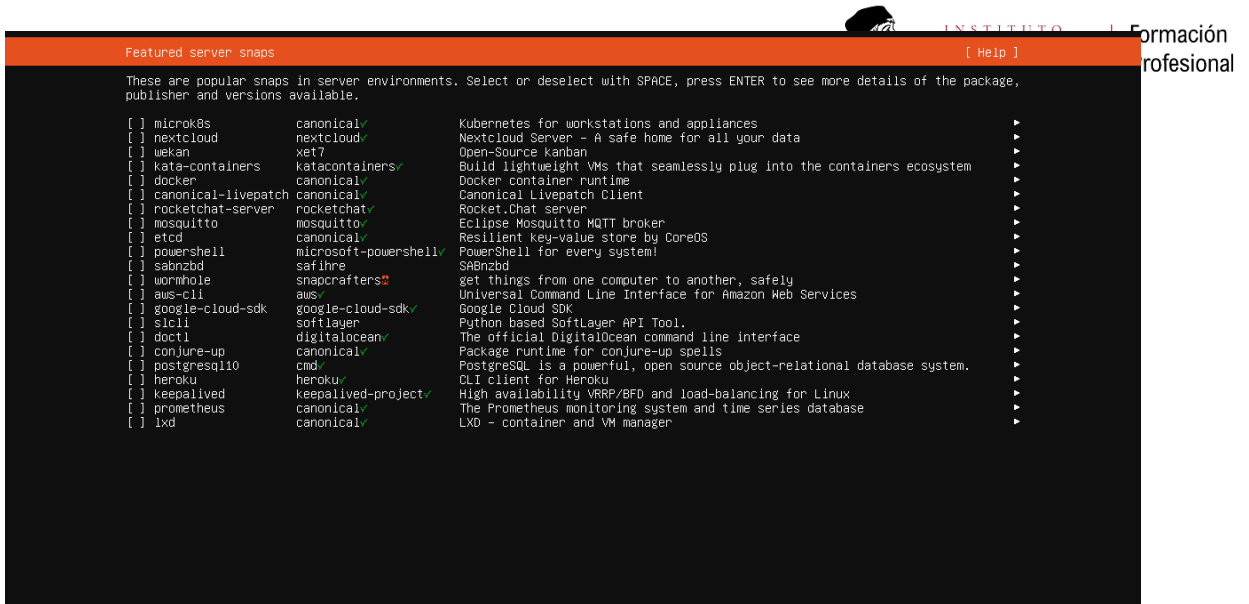 INSTITUTO
Formación
rofesional
Featured server snaps [ Help ]
These are popular snaps in server environments. Select or deselect with SPACE, press ENTER to see more details of the package,
publisher and versions available.
[ ] microk8s canonical✓ Kubernetes for workstations and appliances ▸
[ ] nextcloud nextcloud✓ Nextcloud Server - A safe home for all your data ▸
[ ] wekan xet7 Open-Source kanban ▸
[ ] kata-containers katacontainers✓ Build lightweight VMs that seamlessly plug into the containers ecosystem ▸
[ ] docker canonical✓ Docker container runtime ▸
[ ] canonical-livepatch canonical✓ Canonical Livepatch Client ▸
[ ] rocketchat-server rocketchat✓ Rocket.Chat server ▸
[ ] mosquitto mosquitto✓ Eclipse Mosquitto MQTT broker ▸
[ ] etcd canonical✓ Resilient key-value store by CoreOS ▸
[ ] powershell microsoft-powershell✓ PowerShell for every system! ▸
[ ] sabnzbd safihre SABnzbd ▸
[ ] wormhole snapcrafters get things from one computer to another, safely ▸
[ ] aws-cli aws✓ Universal Command Line Interface for Amazon Web Services ▸
[ ] google-cloud-sdk google-cloud-sdk✓ Google Cloud SDK ▸
[ ] slcli softlayer Python based SoftLayer API Tool. ▸
[ ] doctl digitalocean✓ The official DigitalOcean command line interface ▸
[ ] conjure-up canonical✓ Package runtime for conjure-up spells ▸
[ ] postgresql10 cmd✓ PostgreSQL is a powerful, open source object-relational database system. ▸
[ ] heroku heroku✓ CLI client for Heroku ▸
[ ] keepalived keepalived-project✓ High availability VRRP/BFD and load-balancing for Linux ▸
[ ] prometheus canonical✓ The Prometheus monitoring system and time series database ▸
[ ] lxd canonical✓ LXD - container and VM manager ▸